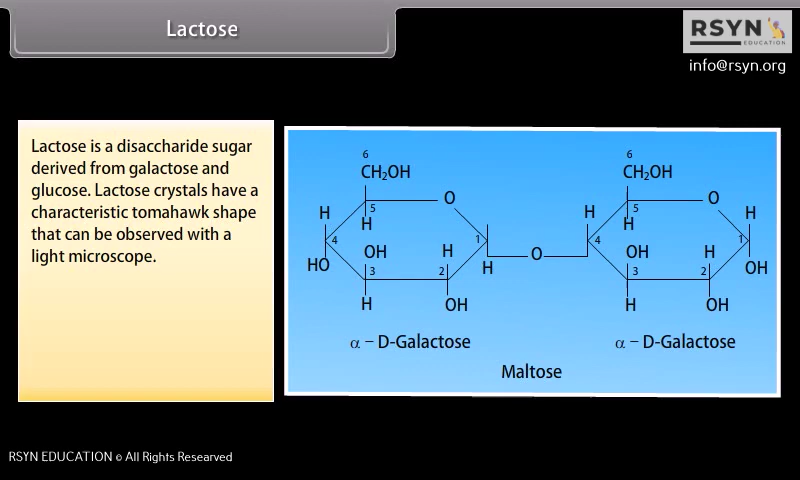 Lactose
RSYN
EDUCATION
info@rsyn.org
Lactose is a disaccharide sugar
derived from galactose and
glucose. Lactose crystals have a
characteristic tomahawk shape
that can be observed with a
light microscope.
6 6
CH₂OH CH₂OH
O O
H 5 H 5 H
H H
4 OH H 1 O 4 OH H 1
HO 3 2 H 3 2 OH
H OH H OH
α – D-Galactose α – D-Galactose
Maltose
RSYN EDUCATION © All Rights Researved